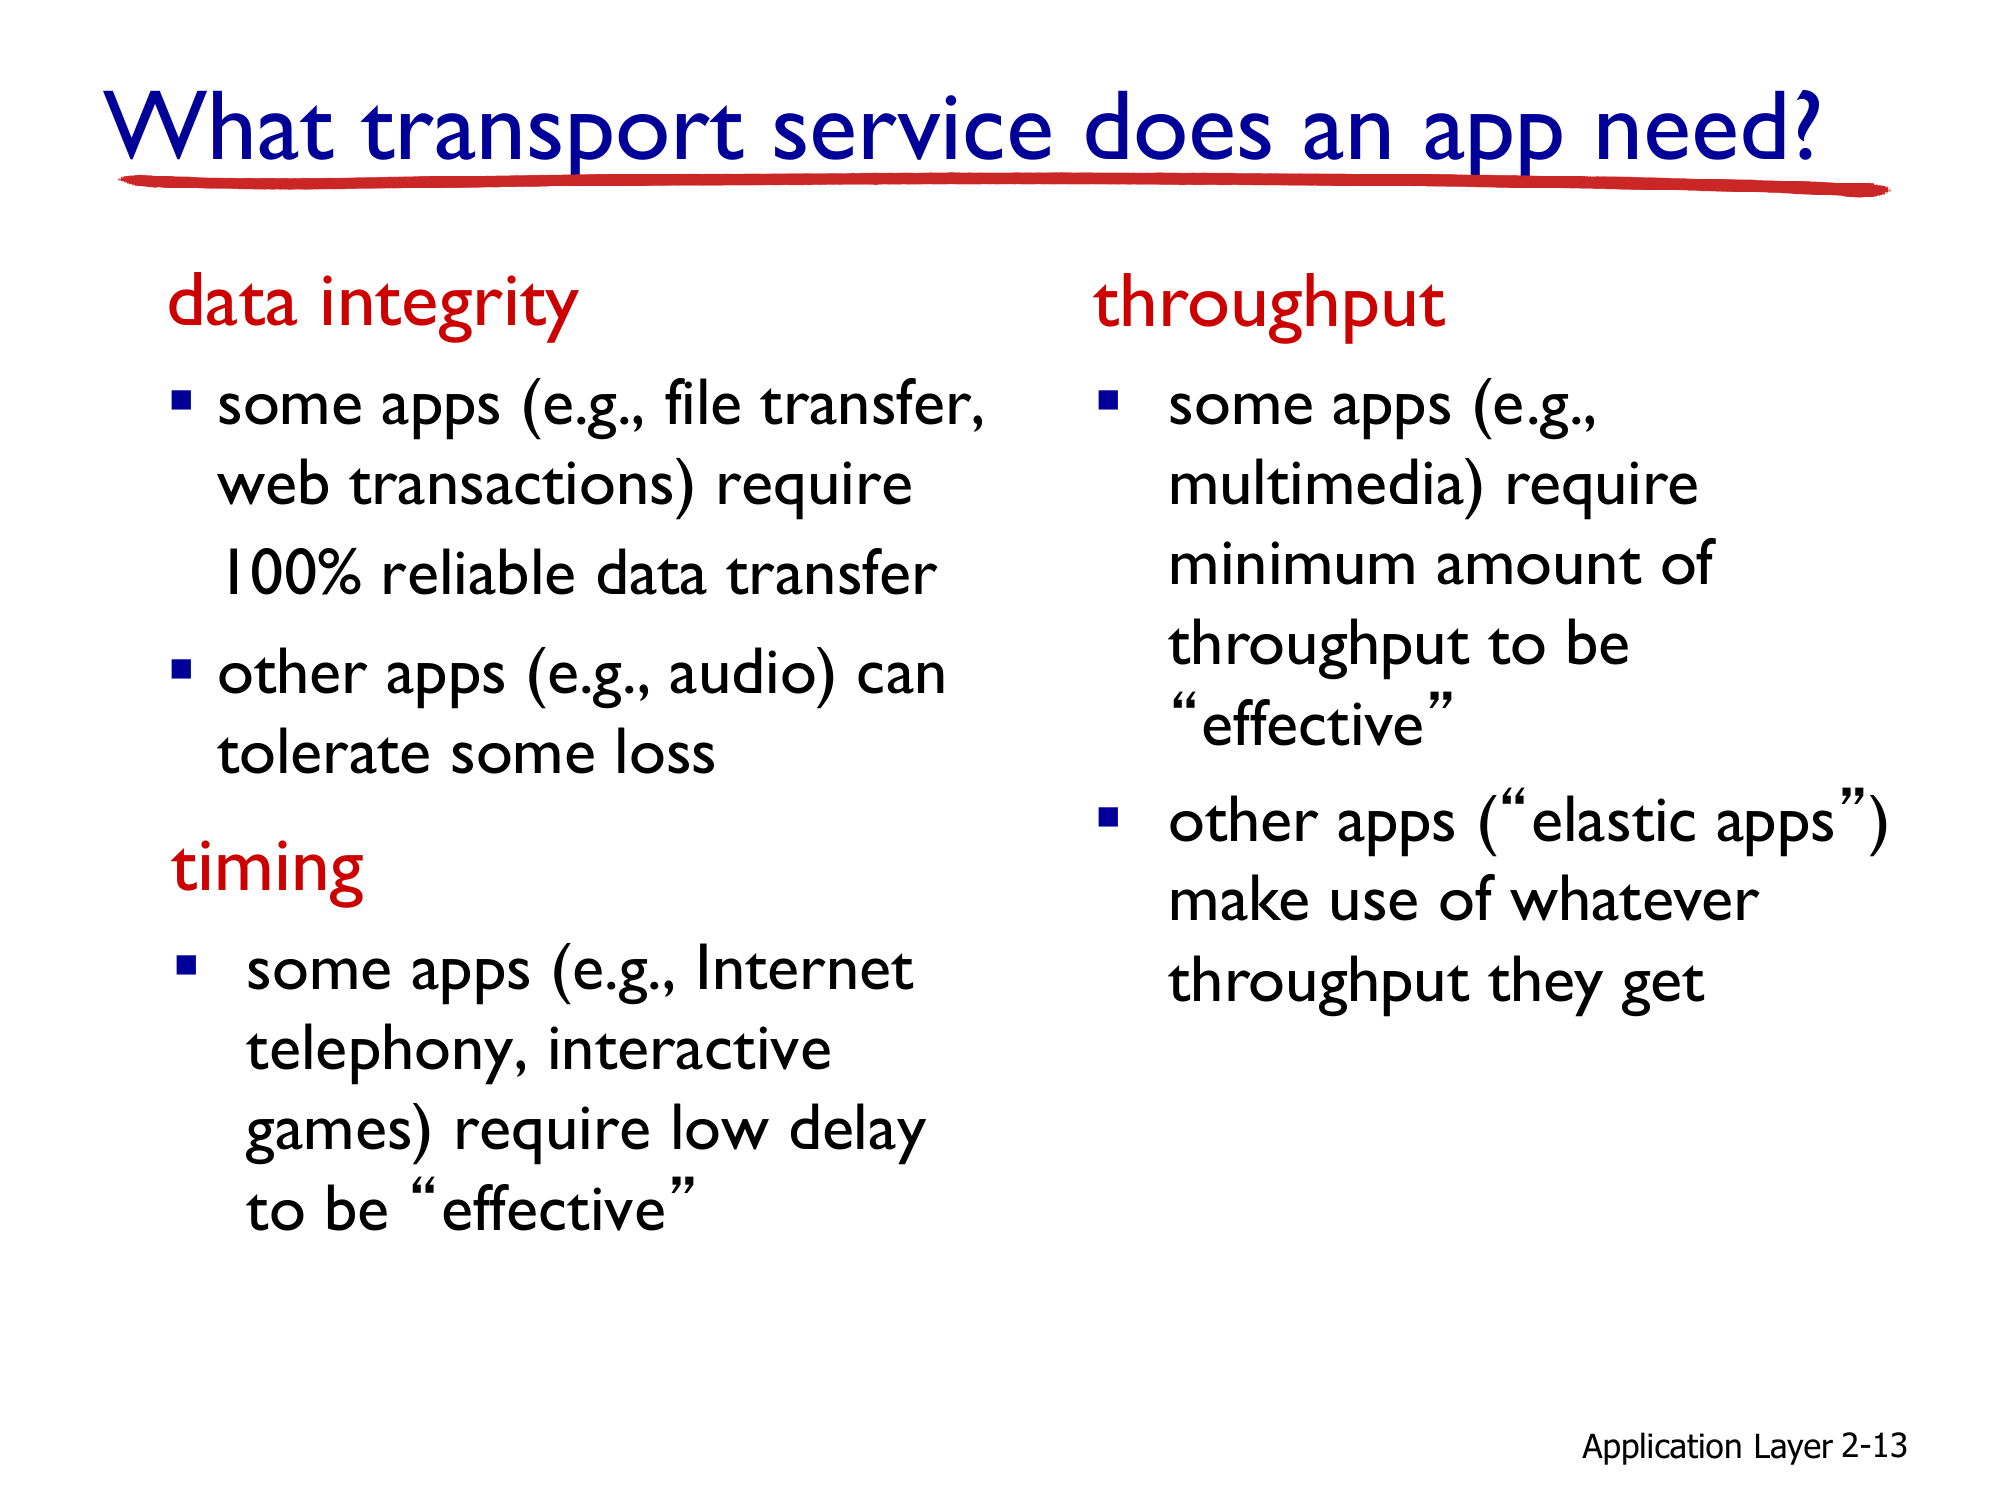 What transport service does an app need?
data integrity
▪ some apps (e.g., file transfer,
web transactions) require
100% reliable data transfer
▪ other apps (e.g., audio) can
tolerate some loss
timing
▪ some apps (e.g., Internet
telephony, interactive
games) require low delay
to be “effective”
throughput
▪ some apps (e.g.,
multimedia) require
minimum amount of
throughput to be
“effective”
▪ other apps (“elastic apps”)
make use of whatever
throughput they get
Application Layer 2-13